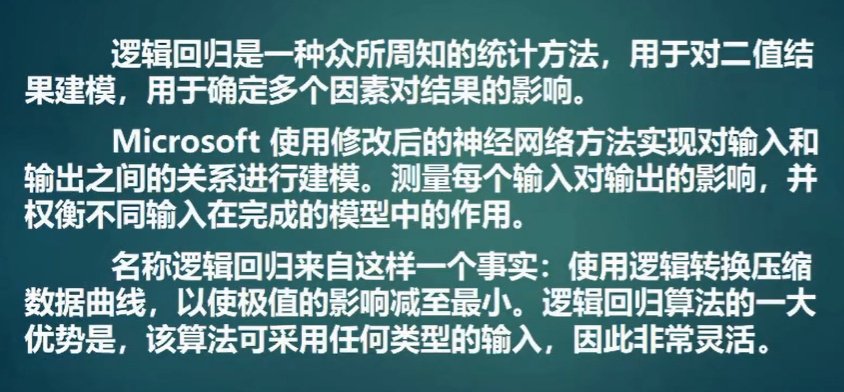 逻辑回归是一种众所周知的统计方法，用于对二值结
果建模，用于确定多个因素对结果的影响。
Microsoft 使用修改后的神经网络方法实现对输入和
输出之间的关系进行建模。测量每个输入对输出的影响，并
权衡不同输入在完成的模型中的作用。
名称逻辑回归来自这样一个事实：使用逻辑转换压缩
数据曲线，以使极值的影响减至最小。逻辑回归算法的一大
优势是，该算法可采用任何类型的输入，因此非常灵活。